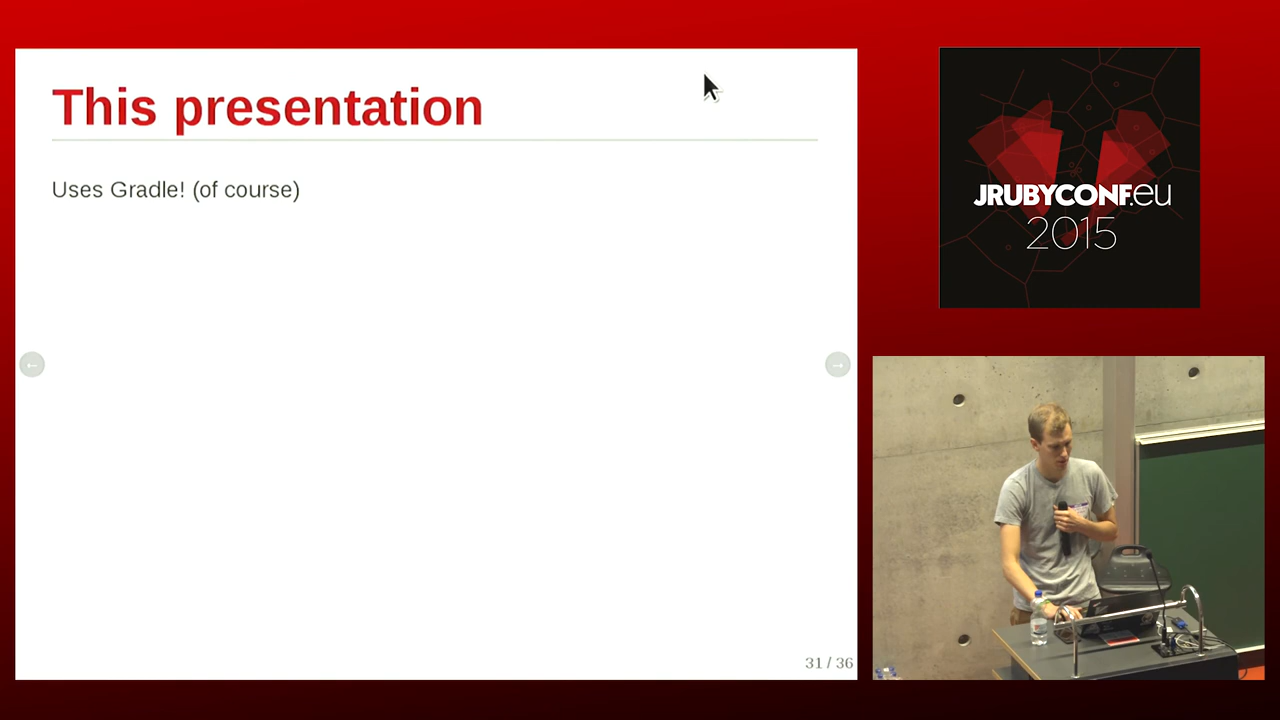 This presentation
Uses Gradle! (of course)
31 / 36
JRUBYCONF.eu
2015